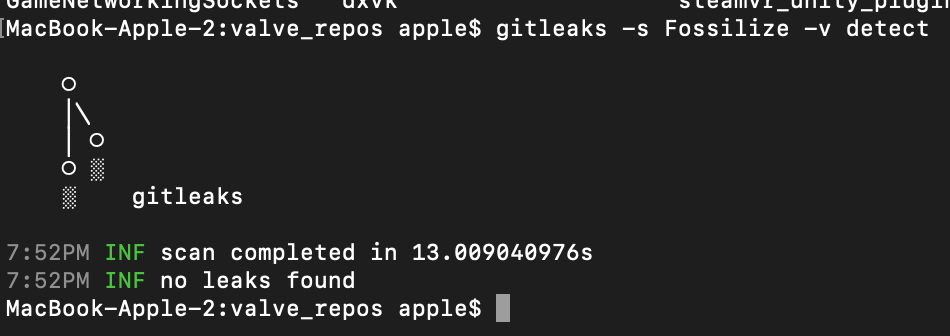 GameNetworkingSockets dxvk steamvr_unity_plugin
MacBook-Apple-2:valve_repos apple$ gitleaks -s Fossilize -v detect
○
│╲
│ ○
○ ░
░ gitleaks
7:52PM INF scan completed in 13.009040976s
7:52PM INF no leaks found
MacBook-Apple-2:valve_repos apple$